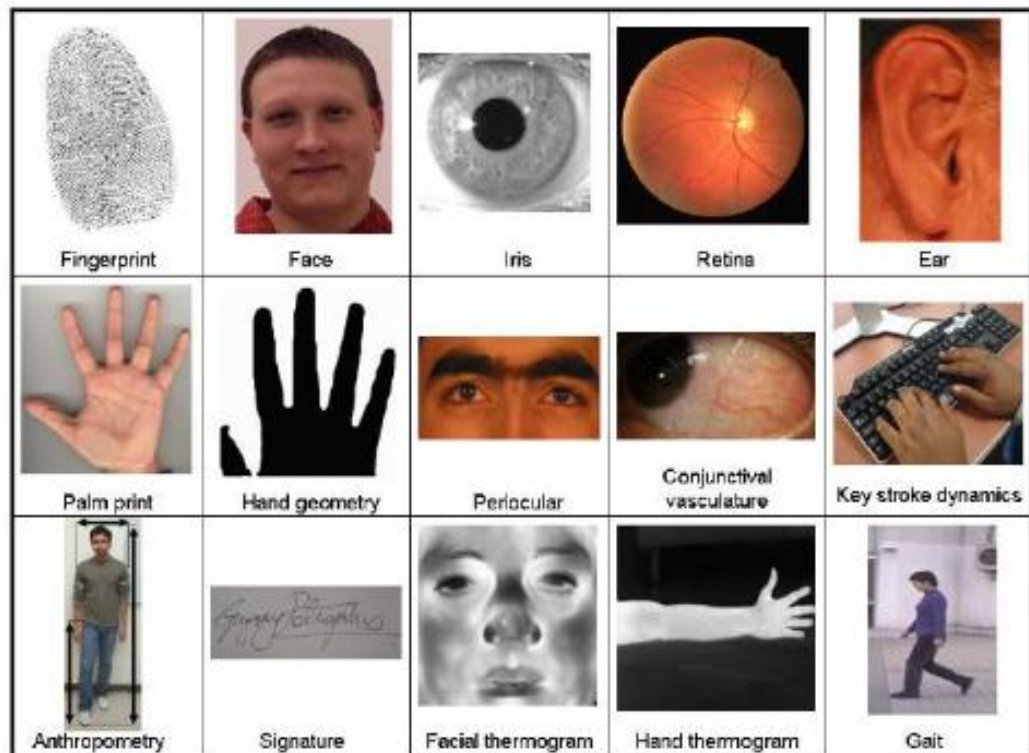 Fingerprint
Face
Iris
Retina
Ear
Palm print
Hand geometry
Periocular
Conjunctival
vasculature
Key stroke dynamics
Anthropometry
Signature
Facial thermogram
Hand thermogram
Gait